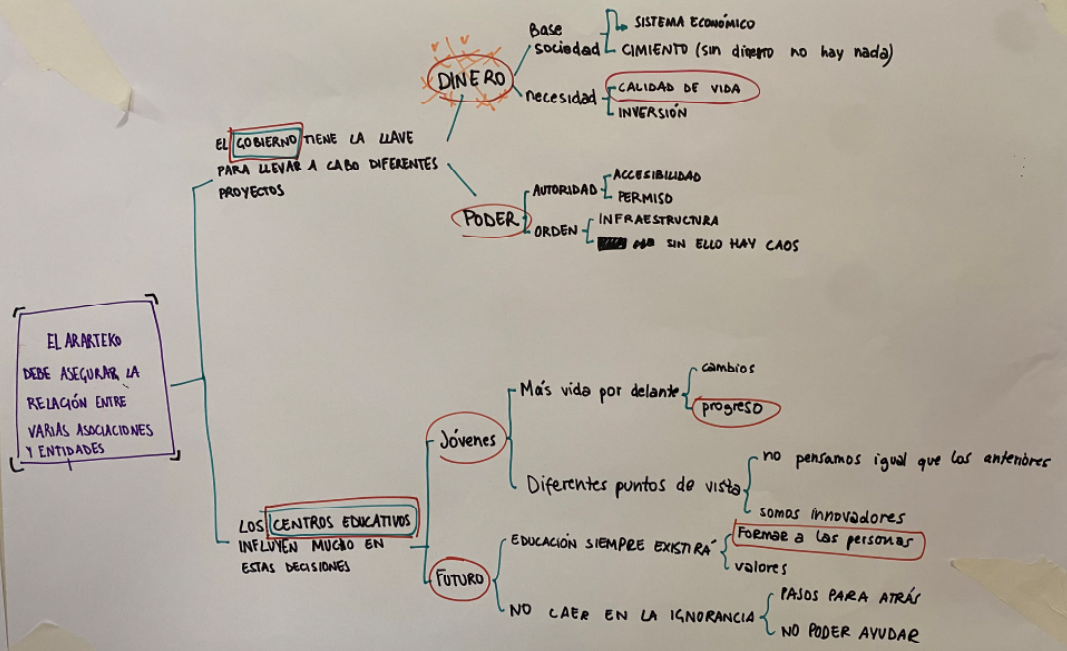 EL ARARTEKO
DEBE ASEGURAR LA
RELACIÓN ENTRE
VARIAS ASOCIACIONES
Y ENTIDADES
EL GOBIERNO TIENE LA LLAVE
PARA LLEVAR A CABO DIFERENTES
PROYECTOS
DINERO
Base
sociedad
SISTEMA ECONÓMICO
CIMIENTO (sin dinero no hay nada)
necesidad
CALIDAD DE VIDA
INVERSIÓN
PODER
AUTORIDAD
ACCESIBILIDAD
PERMISO
ORDEN
INFRAESTRUCTURA
SIN ELLO HAY CAOS
LOS CENTROS EDUCATIVOS
INFLUYEN MUCHO EN
ESTAS DECISIONES
Jóvenes
Más vida por delante
cambios
progreso
Diferentes puntos de vista
no pensamos igual que los anteriores
somos innovadores
FUTURO
EDUCACIÓN SIEMPRE EXISTIRÁ
Formar a las personas
valores
NO CAER EN LA IGNORANCIA
PASOS PARA ATRÁS
NO PODER AYUDAR